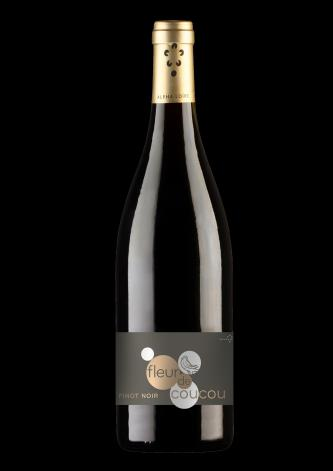 ALPHA LOIRE
fleur
de
coucou
PINOT NOIR